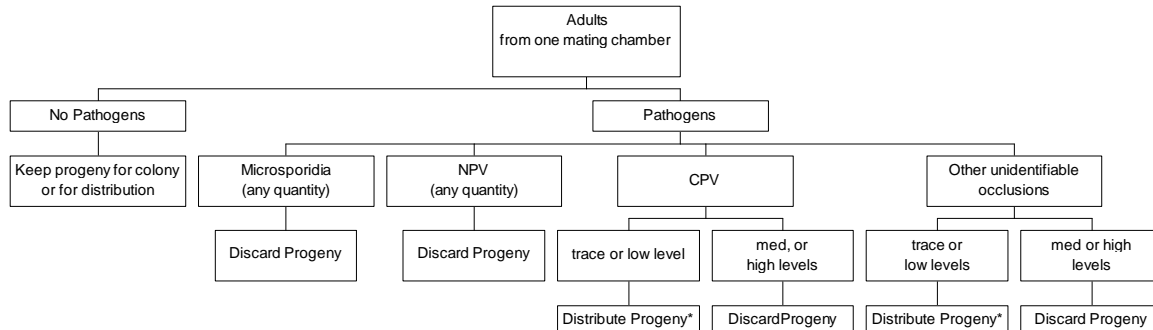 Adults
from one mating chamber
No Pathogens
Pathogens
Keep progeny for colony
or for distribution
Microsporidia
(any quantity)
NPV
(any quantity)
CPV
Other unidentifiable
occlusions
Discard Progeny
Discard Progeny
trace or low level
med, or
high levels
trace or
low levels
med or high
levels
Distribute Progeny*
DiscardProgeny
Distribute Progeny*
Discard Progeny